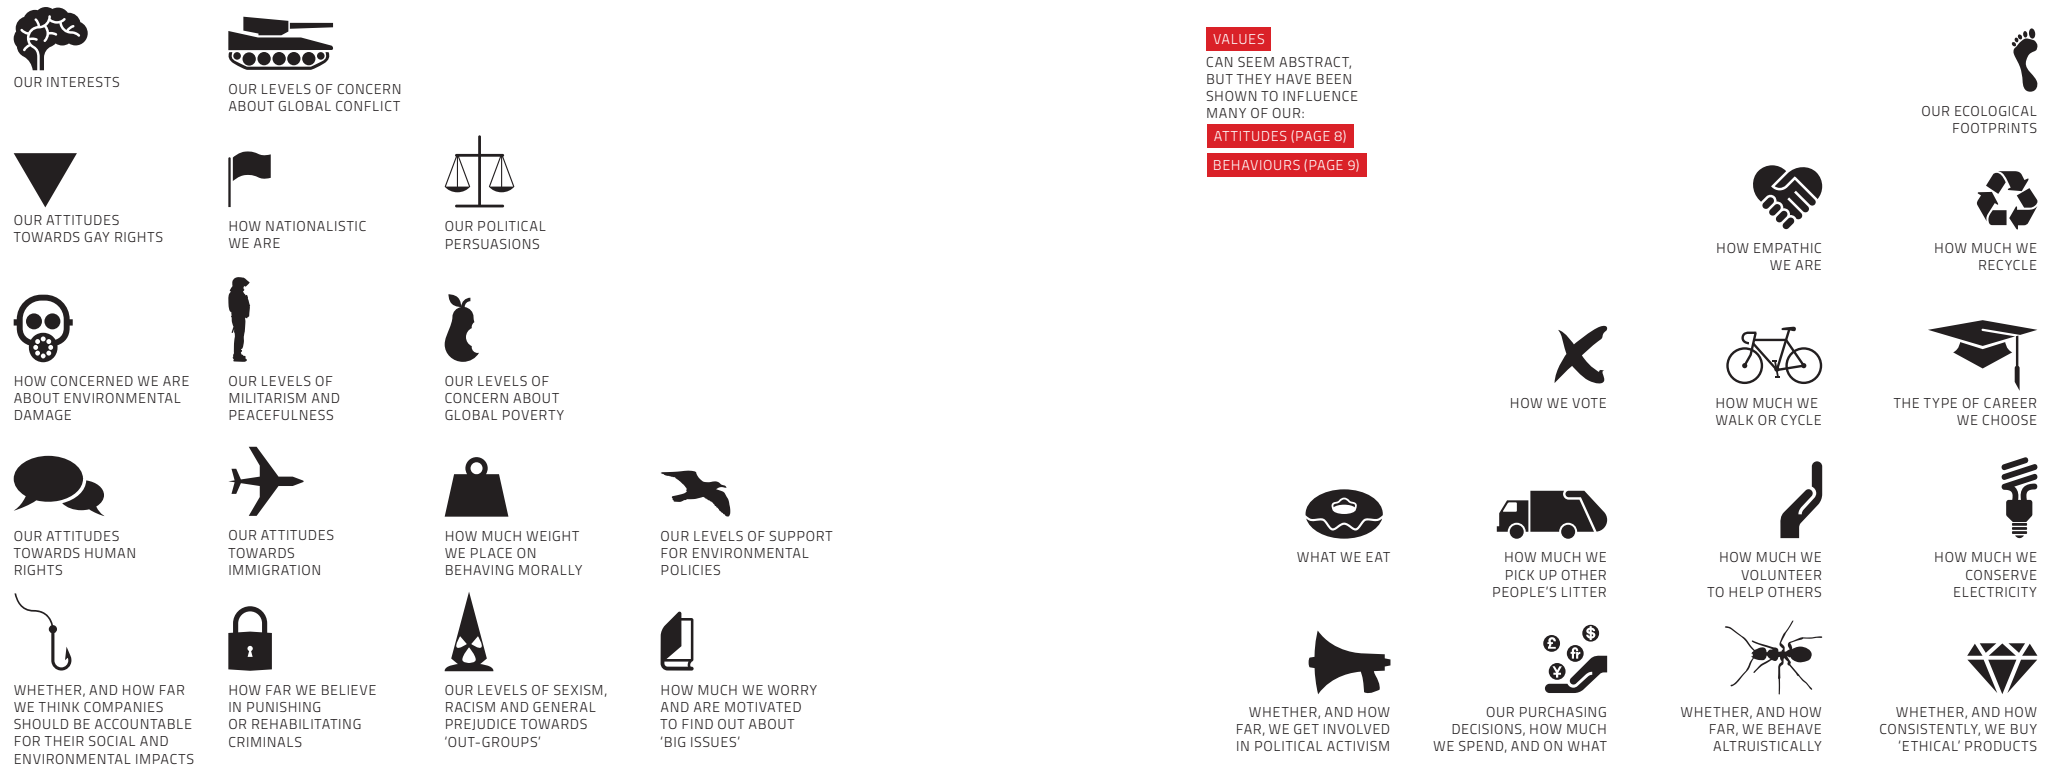 OUR INTERESTS
OUR LEVELS OF CONCERN
ABOUT GLOBAL CONFLICT
OUR ATTITUDES
TOWARDS GAY RIGHTS
HOW NATIONALISTIC
WE ARE
OUR POLITICAL
PERSUASIONS
HOW CONCERNED WE ARE
ABOUT ENVIRONMENTAL
DAMAGE
OUR LEVELS OF
MILITARISM AND
PEACEFULNESS
OUR LEVELS OF
CONCERN ABOUT
GLOBAL POVERTY
OUR ATTITUDES
TOWARDS HUMAN
RIGHTS
OUR ATTITUDES
TOWARDS
IMMIGRATION
HOW MUCH WEIGHT
WE PLACE ON
BEHAVING MORALLY
OUR LEVELS OF SUPPORT
FOR ENVIRONMENTAL
POLICIES
WHETHER, AND HOW FAR
WE THINK COMPANIES
SHOULD BE ACCOUNTABLE
FOR THEIR SOCIAL AND
ENVIRONMENTAL IMPACTS
HOW FAR WE BELIEVE
IN PUNISHING
OR REHABILITATING
CRIMINALS
OUR LEVELS OF SEXISM,
RACISM AND GENERAL
PREJUDICE TOWARDS
'OUT-GROUPS'
HOW MUCH WE WORRY
AND ARE MOTIVATED
TO FIND OUT ABOUT
'BIG ISSUES'
VALUES
CAN SEEM ABSTRACT,
BUT THEY HAVE BEEN
SHOWN TO INFLUENCE
MANY OF OUR:
ATTITUDES (PAGE 8)
BEHAVIOURS (PAGE 9)
OUR ECOLOGICAL
FOOTPRINTS
HOW EMPATHIC
WE ARE
HOW MUCH WE
RECYCLE
HOW WE VOTE
HOW MUCH WE
WALK OR CYCLE
THE TYPE OF CAREER
WE CHOOSE
WHAT WE EAT
HOW MUCH WE
PICK UP OTHER
PEOPLE'S LITTER
HOW MUCH WE
VOLUNTEER
TO HELP OTHERS
HOW MUCH WE
CONSERVE
ELECTRICITY
WHETHER, AND HOW
FAR, WE GET INVOLVED
IN POLITICAL ACTIVISM
£ $ fr ¥
OUR PURCHASING
DECISIONS, HOW MUCH
WE SPEND, AND ON WHAT
WHETHER, AND HOW
FAR, WE BEHAVE
ALTRUISTICALLY
WHETHER, AND HOW
CONSISTENTLY, WE BUY
'ETHICAL' PRODUCTS